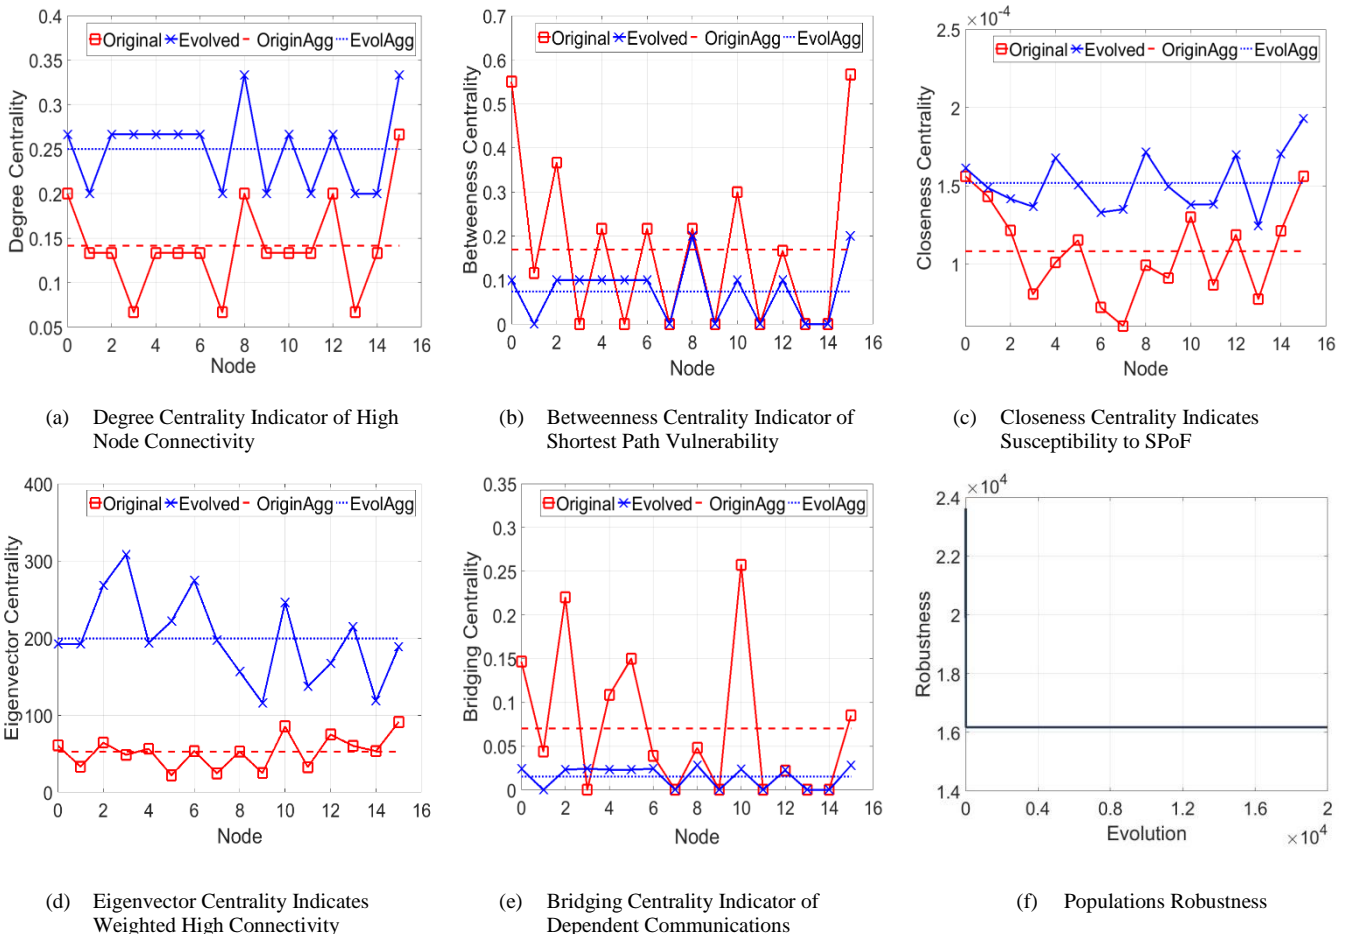 0.4
0.35
0.3
0.25
0.2
0.15
0.1
0.05
Degree Centrality
Original Evolved OriginAgg EvolAgg
0 2 4 6 8 10 12 14 16
Node
(a) Degree Centrality Indicator of High
Node Connectivity
0.7
0.6
0.5
0.4
0.3
0.2
0.1
0
Betweeness Centrality
Original Evolved OriginAgg EvolAgg
0 2 4 6 8 10 12 14 16
Node
(b) Betweenness Centrality Indicator of
Shortest Path Vulnerability
×10⁻⁴
2.5
2
1.5
1
Closeness Centrality
Original Evolved OriginAgg EvolAgg
0 2 4 6 8 10 12 14 16
Node
(c) Closeness Centrality Indicates
Susceptibility to SPoF
400
300
200
100
0
Eigenvector Centrality
Original Evolved OriginAgg EvolAgg
0 2 4 6 8 10 12 14 16
Node
(d) Eigenvector Centrality Indicates
Weighted High Connectivity
0.35
0.3
0.25
0.2
0.15
0.1
0.05
0
Bridging Centrality
Original Evolved OriginAgg EvolAgg
0 2 4 6 8 10 12 14 16
Node
(e) Bridging Centrality Indicator of
Dependent Communications
×10⁴
2.4
2.2
2
1.8
1.6
1.4
Robustness
0 0.4 0.8 1.2 1.6 2
Evolution
×10⁴
(f) Populations Robustness